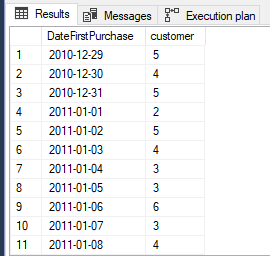 Results Messages Execution plan
DateFirstPurchase customer
1 2010-12-29 5
2 2010-12-30 4
3 2010-12-31 5
4 2011-01-01 2
5 2011-01-02 5
6 2011-01-03 4
7 2011-01-04 3
8 2011-01-05 3
9 2011-01-06 6
10 2011-01-07 3
11 2011-01-08 4